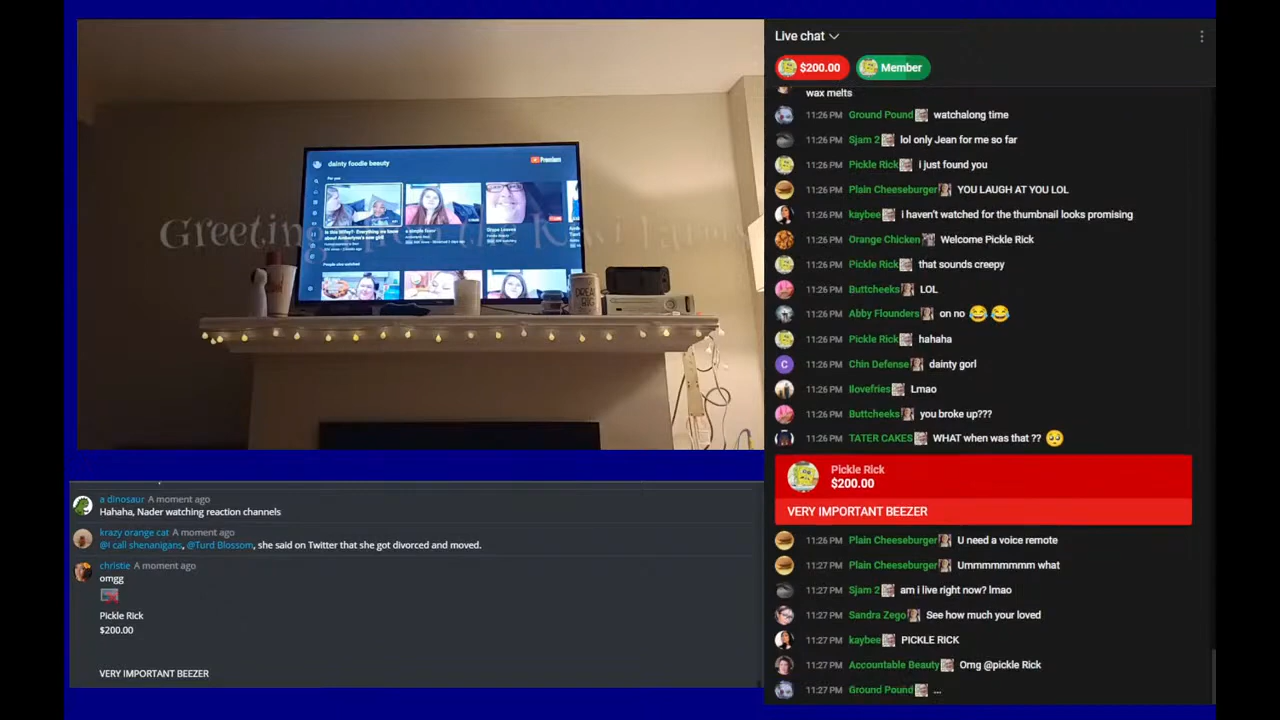 dainty foodie beauty
Premium
For you
a simple favor
People also watched
DREAM
BIG
a dinosaur A moment ago
Hahaha, Nader watching reaction channels
krazy orange cat A moment ago
@I call shenanigans, @Turd Blossom, she said on Twitter that she got divorced and moved.
christie A moment ago
omgg
Pickle Rick
$200.00
VERY IMPORTANT BEEZER
Live chat
$200.00
Member
wax melts
11:26 PM Ground Pound watchalong time
11:26 PM Sjam 2 lol only Jean for me so far
11:26 PM Pickle Rick i just found you
11:26 PM Plain Cheeseburger YOU LAUGH AT YOU LOL
11:26 PM kaybee i haven't watched for the thumbnail looks promising
11:26 PM Orange Chicken Welcome Pickle Rick
11:26 PM Pickle Rick that sounds creepy
11:26 PM Buttcheeks LOL
11:26 PM Abby Flounders on no 😂😂
11:26 PM Pickle Rick hahaha
C 11:26 PM Chin Defense dainty gorl
11:26 PM Ilovefries Lmao
11:26 PM Buttcheeks you broke up???
11:26 PM TATER CAKES WHAT when was that ?? 🥺
Pickle Rick
$200.00
VERY IMPORTANT BEEZER
11:26 PM Plain Cheeseburger U need a voice remote
11:27 PM Plain Cheeseburger Ummmmmmmm what
11:27 PM Sjam 2 am i live right now? lmao
11:27 PM Sandra Zego See how much your loved
11:27 PM kaybee PICKLE RICK
11:27 PM Accountable Beauty Omg @pickle Rick
11:27 PM Ground Pound ...